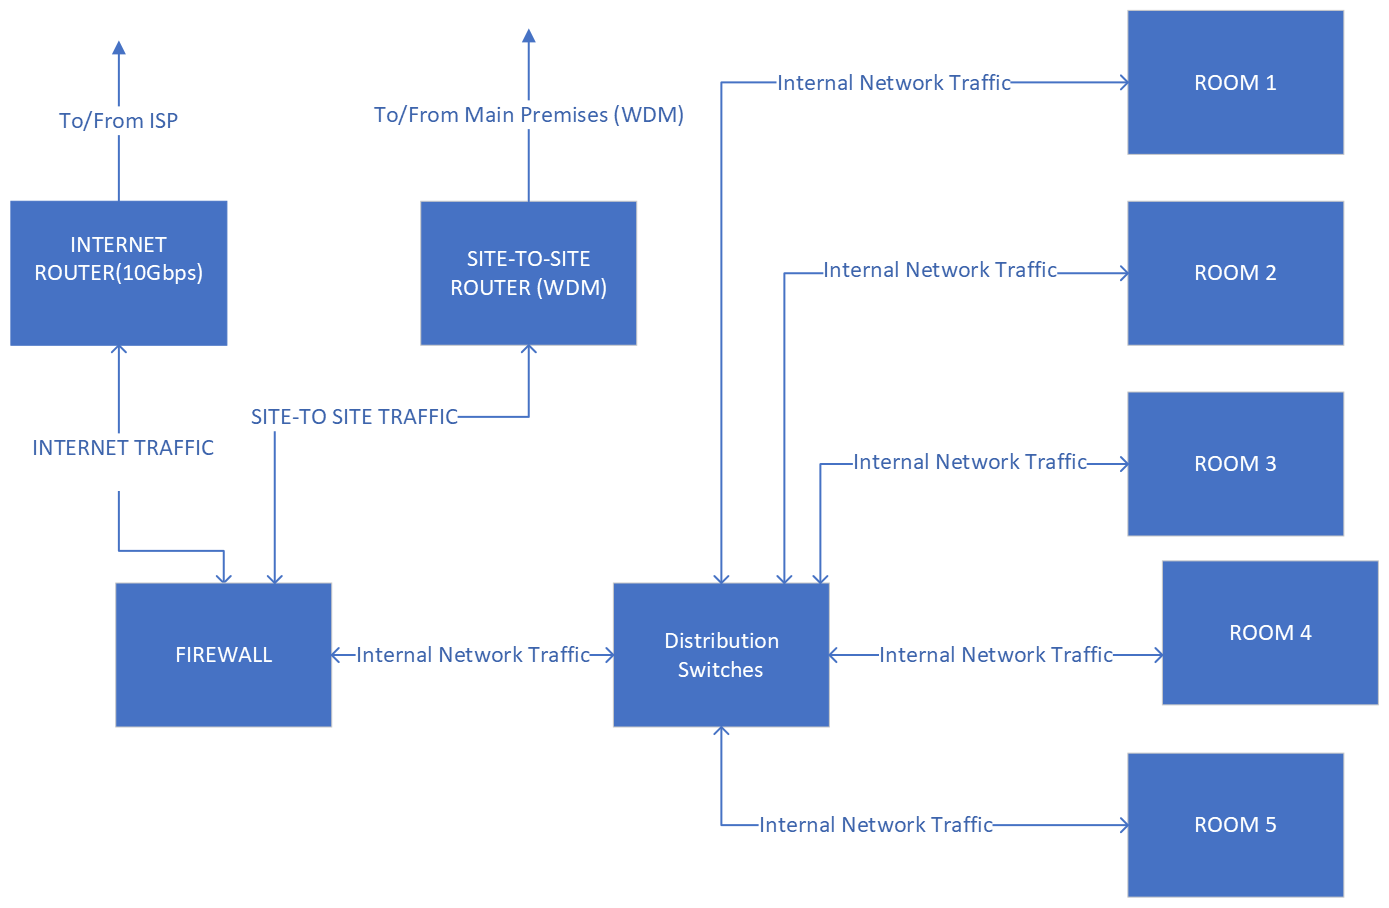 Internal Network Traffic
ROOM 1
To/From ISP
To/From Main Premises (WDM)
INTERNET
ROUTER(10Gbps)
SITE-TO-SITE
ROUTER (WDM)
Internal Network Traffic
ROOM 2
SITE-TO SITE TRAFFIC
INTERNET TRAFFIC
Internal Network Traffic
ROOM 3
FIREWALL
Internal Network Traffic
Distribution
Switches
Internal Network Traffic
ROOM 4
Internal Network Traffic
ROOM 5